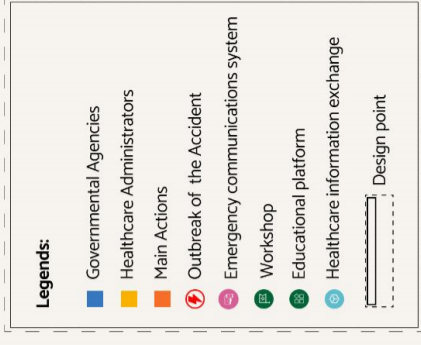 Legends:
Governmental Agencies
Healthcare Administrators
Main Actions
Outbreak of the Accident
Emergency communications system
Workshop
Educational platform
Healthcare information exchange
Design point